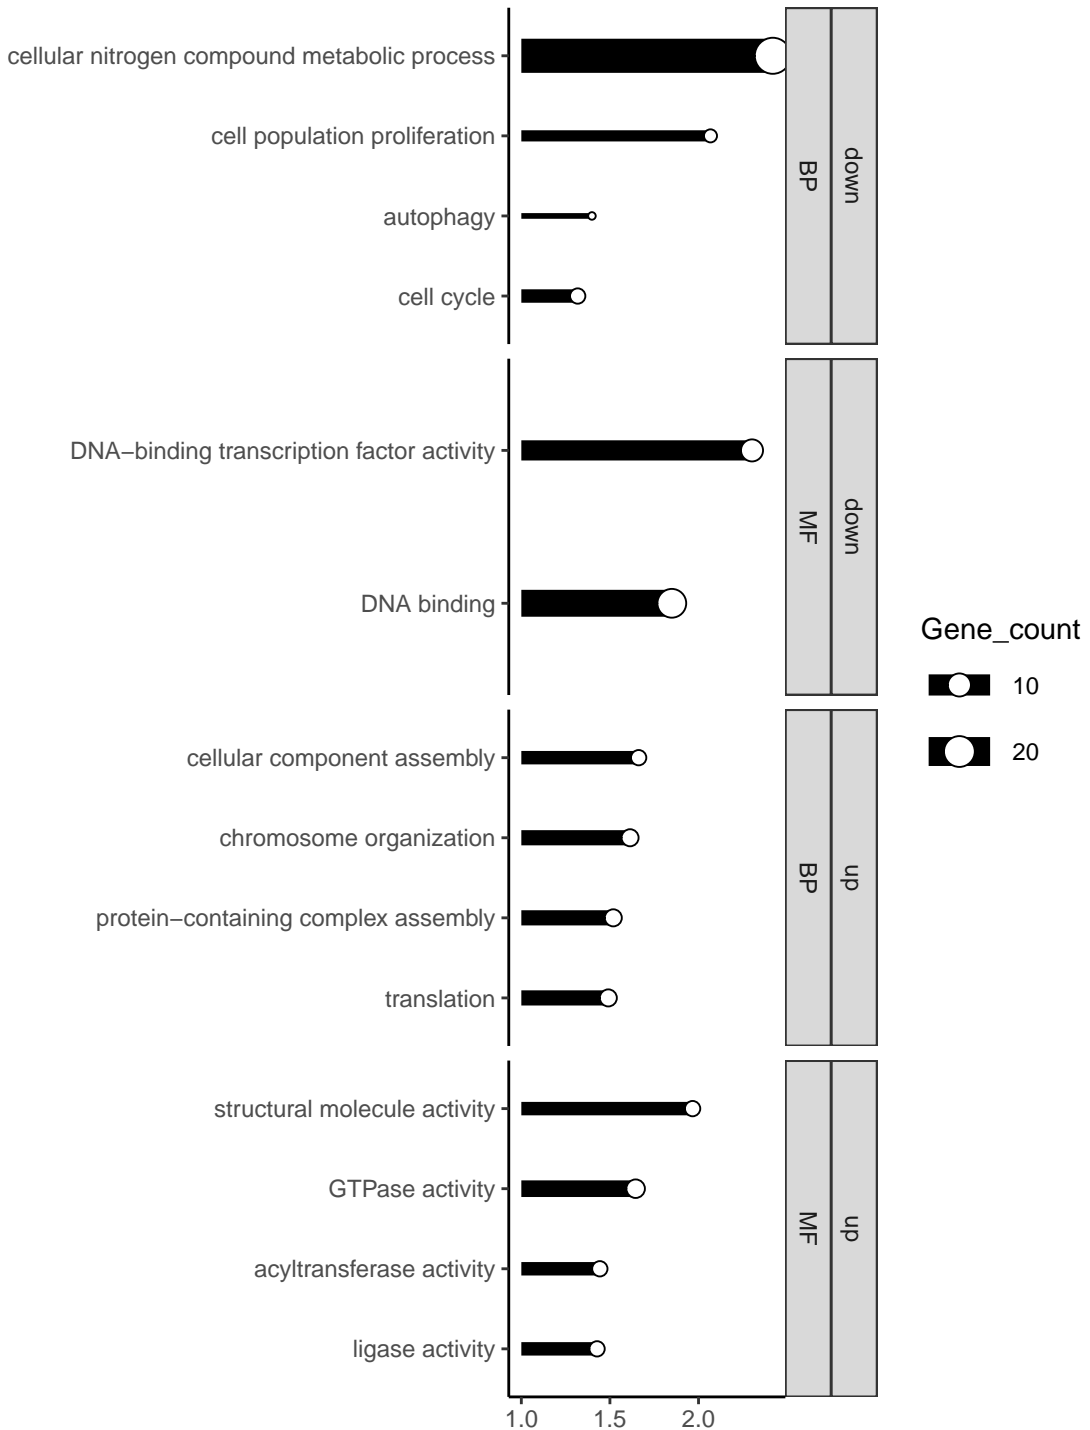 cellular nitrogen compound metabolic process
cell population proliferation
autophagy
cell cycle
BP
down
DNA−binding transcription factor activity
DNA binding
MF
down
cellular component assembly
chromosome organization
protein−containing complex assembly
translation
BP
up
structural molecule activity
GTPase activity
acyltransferase activity
ligase activity
MF
up
1.0 1.5 2.0
Gene_count
10
20